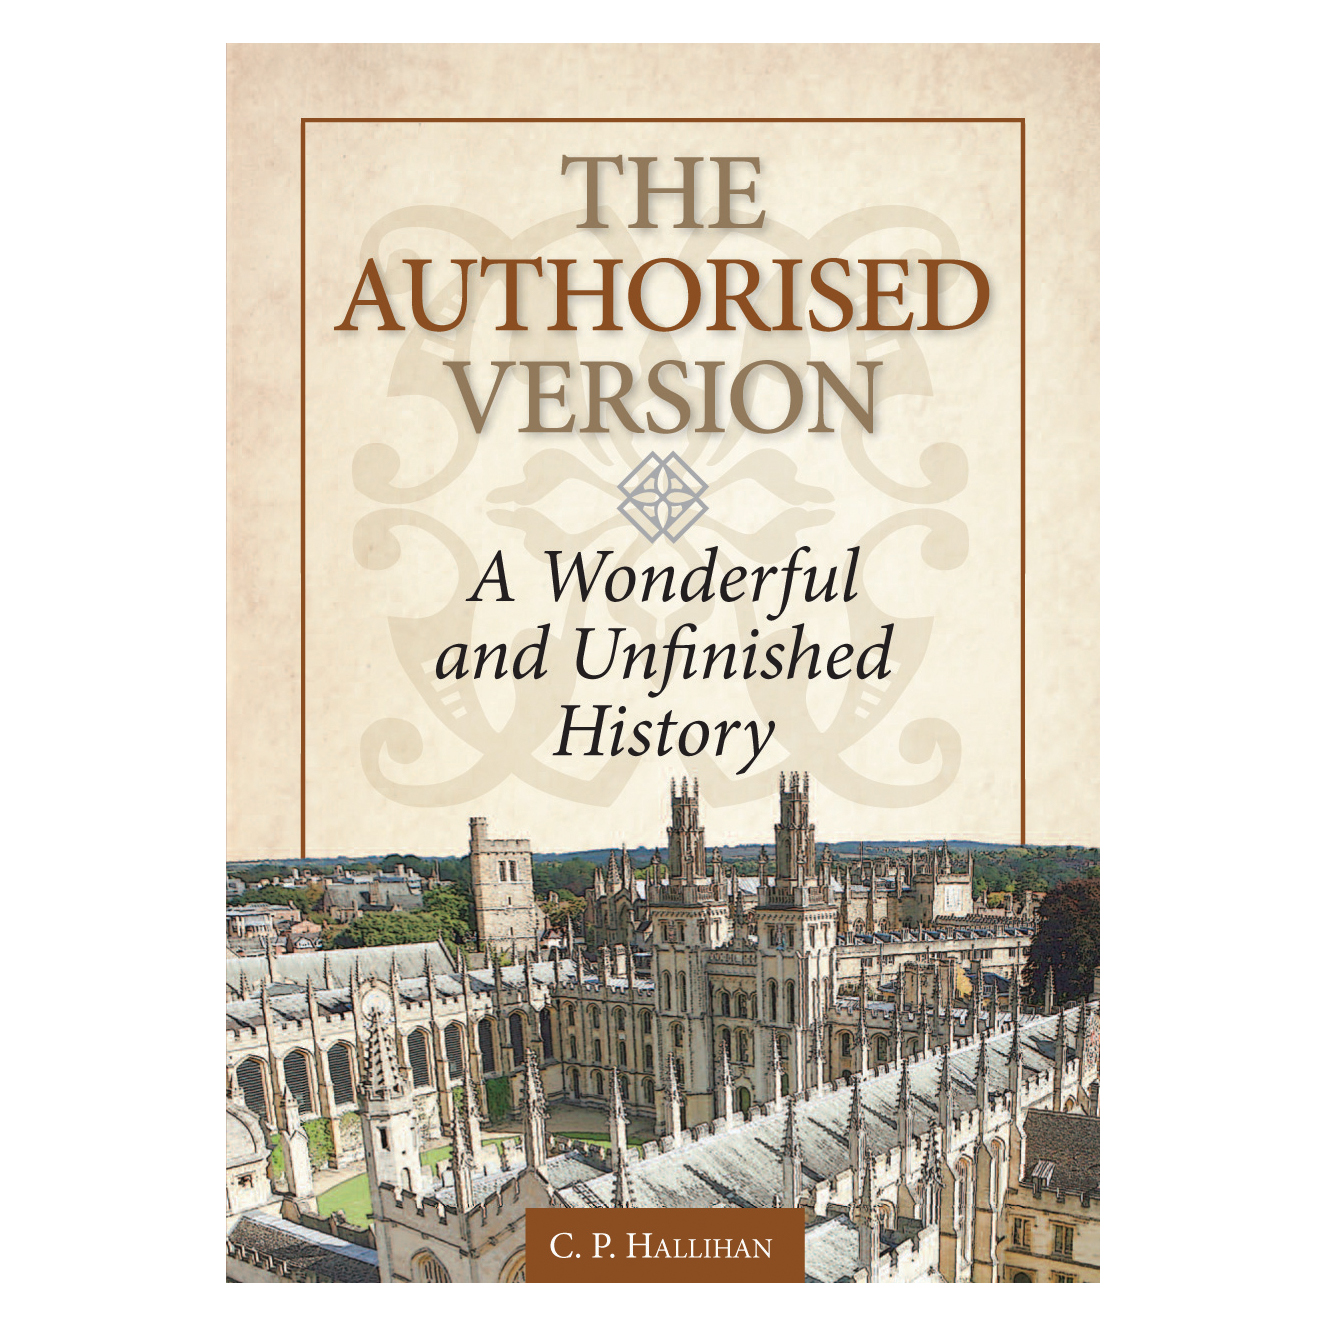 THE
AUTHORISED
VERSION
A Wonderful
and Unfinished
History
C. P. HALLIHAN